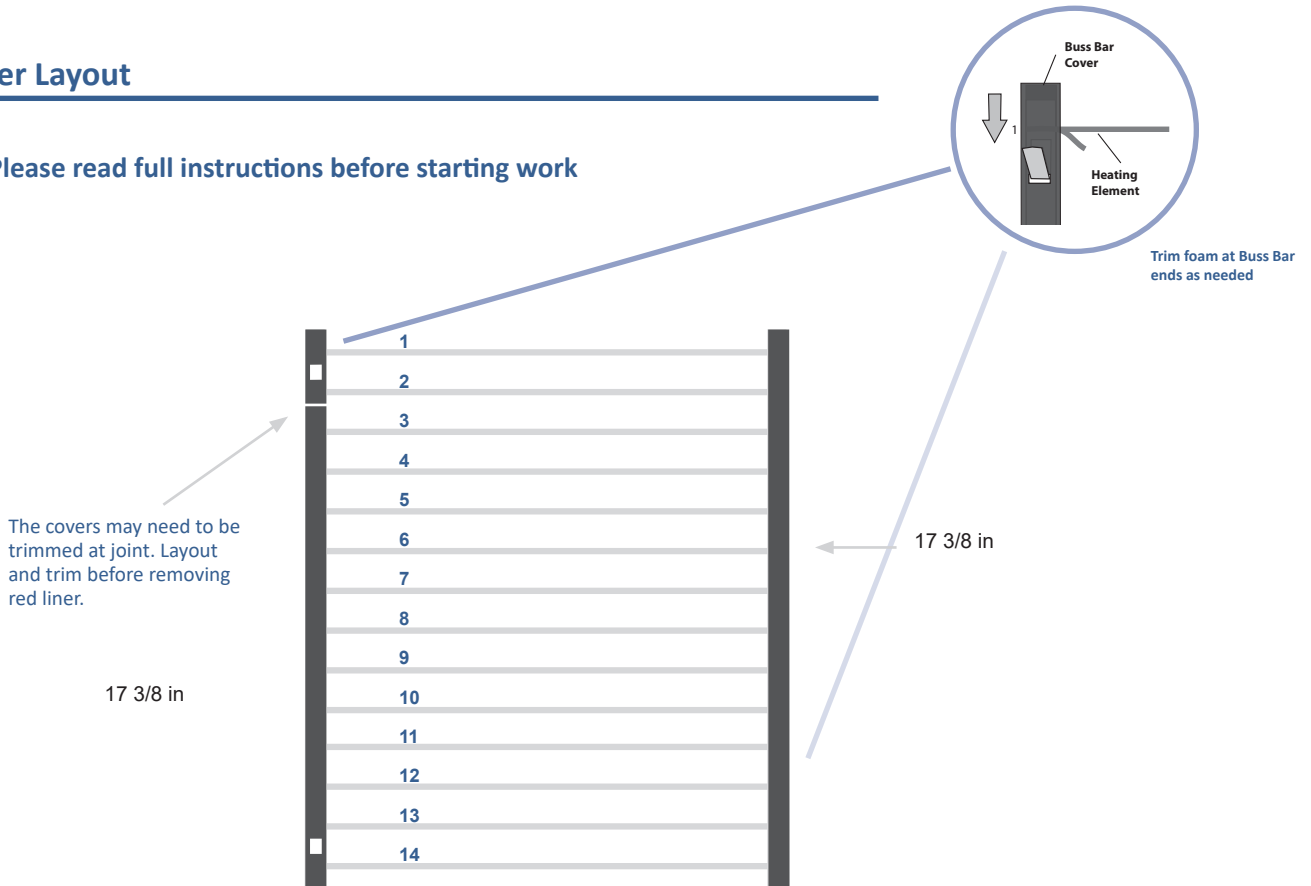 er Layout
Please read full instructions before starting work
Buss Bar
Cover
1
Heating
Element
Trim foam at Buss Bar
ends as needed
1
2
3
4
5
6
7
8
9
10
11
12
13
14
The covers may need to be
trimmed at joint. Layout
and trim before removing
red liner.
17 3/8 in
17 3/8 in